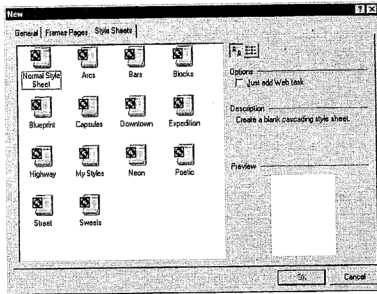 New
General Frames Pages Style Sheets
Normal Style Sheet Arcs Bars Blocks
Blueprint Capsules Downtown Expedition
Highway My Styles Neon Poetic
Street Sweets
Options
Just add Web task
Description
Create a blank cascading style sheet.
Preview
OK Cancel